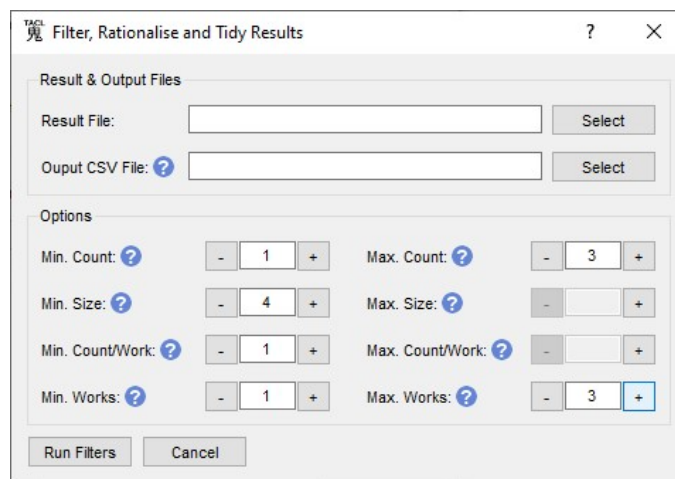 TACL
鬼 Filter, Rationalise and Tidy Results ?
Result & Output Files
Result File: Select
Ouput CSV File: ? Select
Options
Min. Count: ? - 1 + Max. Count: ? - 3 +
Min. Size: ? - 4 + Max. Size: ? - +
Min. Count/Work: ? - 1 + Max. Count/Work: ? - +
Min. Works: ? - 1 + Max. Works: ? - 3 +
Run Filters Cancel